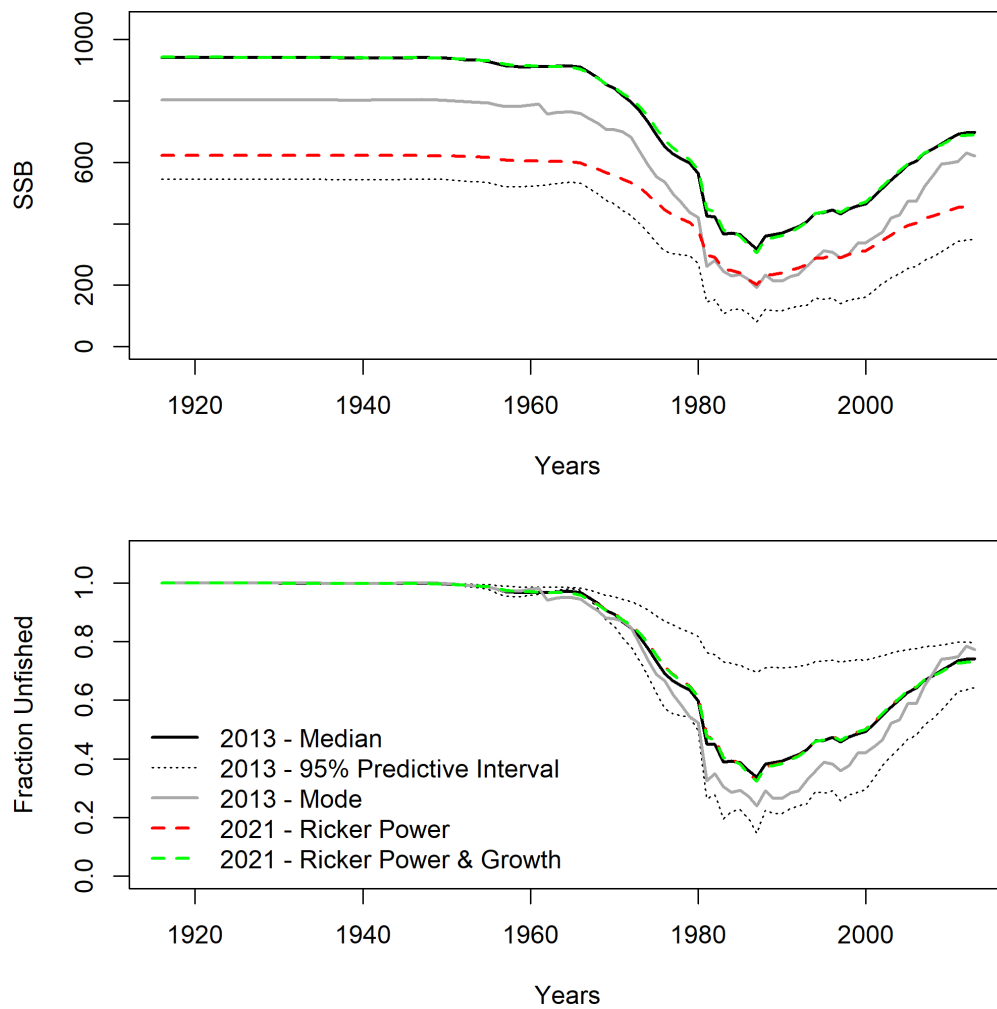 1000
600
200
0
SSB
1920 1940 1960 1980 2000
Years
1.0
0.8
0.6
0.4
0.2
0.0
Fraction Unfished
2013 - Median
2013 - 95% Predictive Interval
2013 - Mode
2021 - Ricker Power
2021 - Ricker Power & Growth
1920 1940 1960 1980 2000
Years